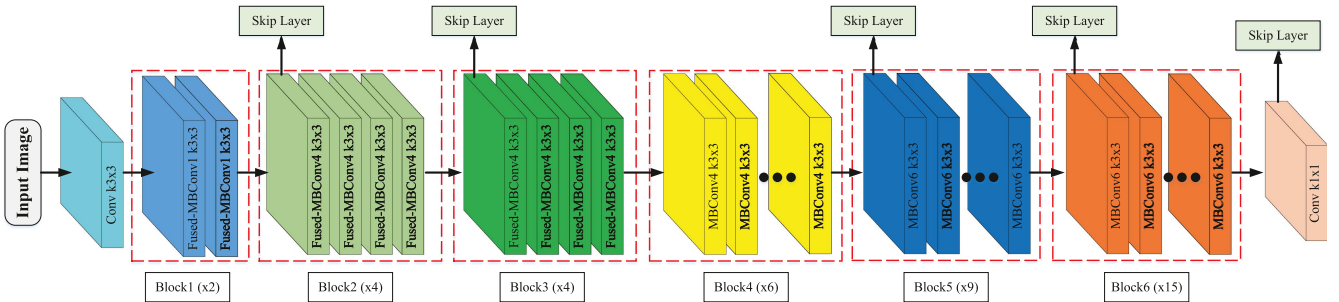 Skip Layer
Skip Layer
Skip Layer
Skip Layer
Skip Layer
Input Image
Conv k3x3
Fused-MBConv1 k3x3
Fused-MBConv1 k3x3
Fused-MBConv4 k3x3
Fused-MBConv4 k3x3
Fused-MBConv4 k3x3
Fused-MBConv4 k3x3
Fused-MBConv4 k3x3
Fused-MBConv4 k3x3
Fused-MBConv4 k3x3
Fused-MBConv4 k3x3
MBConv4 k3x3
MBConv4 k3x3
MBConv4 k3x3
MBConv6 k3x3
MBConv6 k3x3
MBConv6 k3x3
MBConv6 k3x3
MBConv6 k3x3
MBConv6 k3x3
Conv k1x1
Block1 (x2)
Block2 (x4)
Block3 (x4)
Block4 (x6)
Block5 (x9)
Block6 (x15)